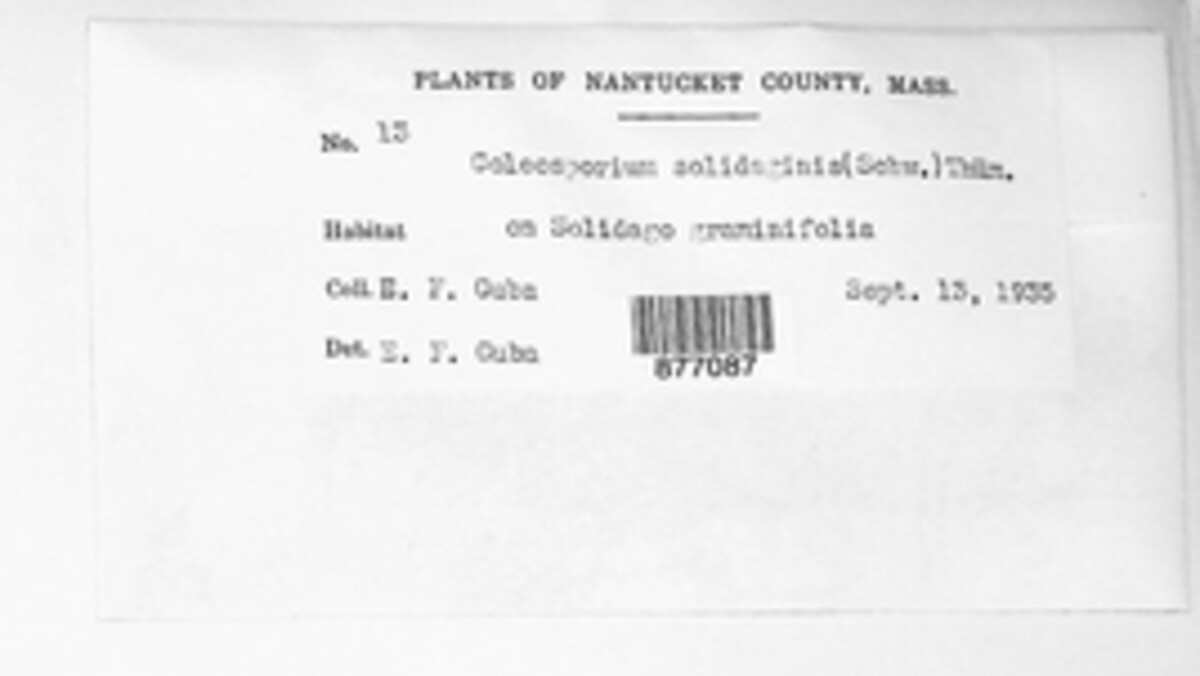 PLANTS OF NANTUCKET COUNTY, MASS.
No. 13
Coleosporium solidaginis (Schw.) Thüm.
Habitat on Solidago graminifolia
Coll. E. F. Guba Sept. 13, 1935
Det. E. F. Guba
877087